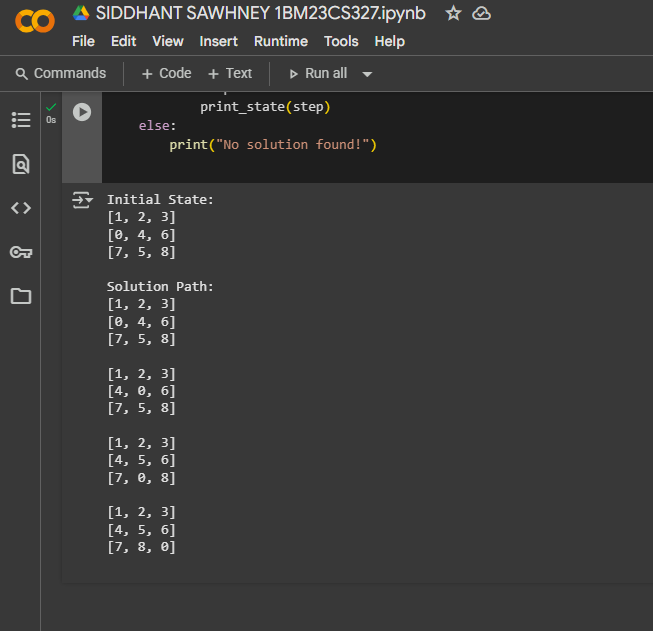 SIDDHANT SAWHNEY 1BM23CS327.ipynb
File Edit View Insert Runtime Tools Help
Commands + Code + Text Run all
0s
print_state(step)
else:
print("No solution found!")
Initial State:
[1, 2, 3]
[0, 4, 6]
[7, 5, 8]
Solution Path:
[1, 2, 3]
[0, 4, 6]
[7, 5, 8]
[1, 2, 3]
[4, 0, 6]
[7, 5, 8]
[1, 2, 3]
[4, 5, 6]
[7, 0, 8]
[1, 2, 3]
[4, 5, 6]
[7, 8, 0]